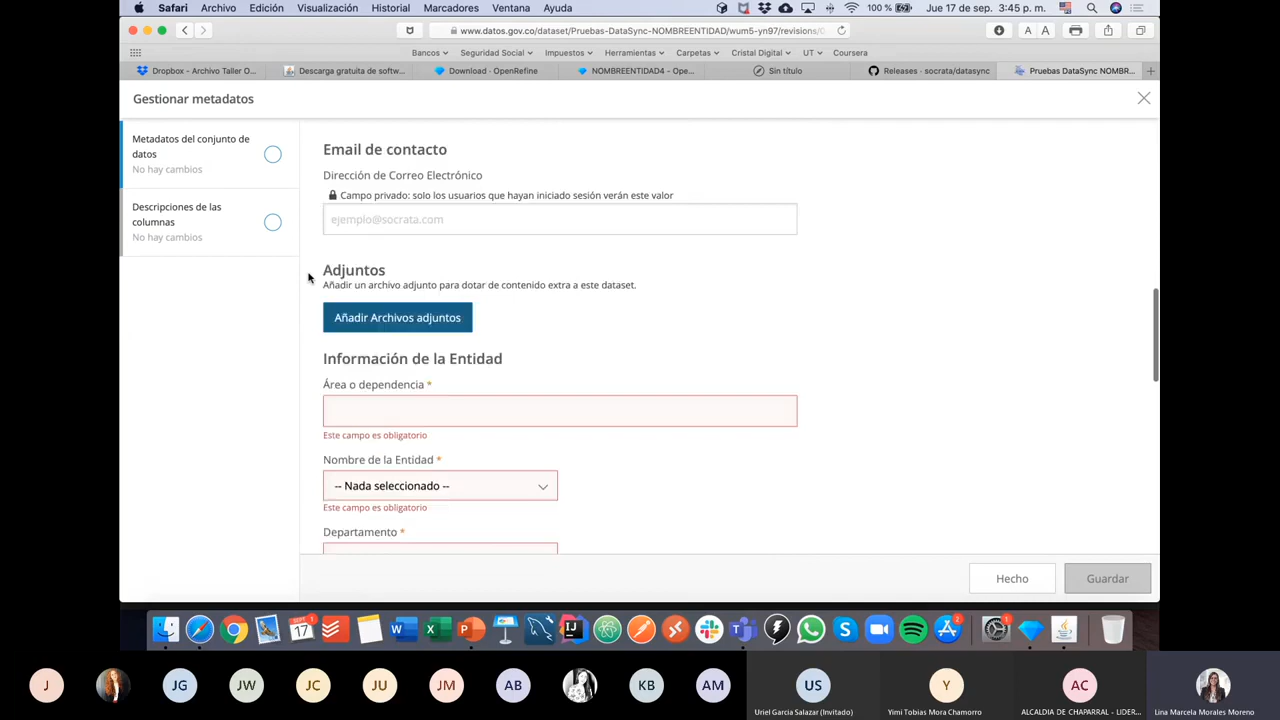 Safari Archivo Edición Visualización Historial Marcadores Ventana Ayuda 100 % Jue 17 de sep. 3:45 p. m.
www.datos.gov.co/dataset/Pruebas-DataSync-NOMBREENTIDAD/wum5-yn97/revisions/
A A
Bancos Seguridad Social Impuestos Herramientas Carpetas Cristal Digital UT Coursera
Dropbox - Archivo Taller O... Descarga gratuita de softw... Download · OpenRefine NOMBREENTIDAD4 - Ope... Sin título Releases · socrata/datasync Pruebas DataSync NOMBR...
Gestionar metadatos
Metadatos del conjunto de
datos
No hay cambios
Descripciones de las
columnas
No hay cambios
Email de contacto
Dirección de Correo Electrónico
Campo privado: solo los usuarios que hayan iniciado sesión verán este valor
ejemplo@socrata.com
Adjuntos
Añadir un archivo adjunto para dotar de contenido extra a este dataset.
Añadir Archivos adjuntos
Información de la Entidad
Área o dependencia *
Este campo es obligatorio
Nombre de la Entidad *
-- Nada seleccionado --
Este campo es obligatorio
Departamento *
Hecho Guardar
J JG JW JC JU JM AB KB AM US Y AC
Uriel Garcia Salazar (Invitado) Yimi Tobias Mora Chamorro ALCALDIA DE CHAPARRAL - LIDER... Lina Marcela Morales Moreno